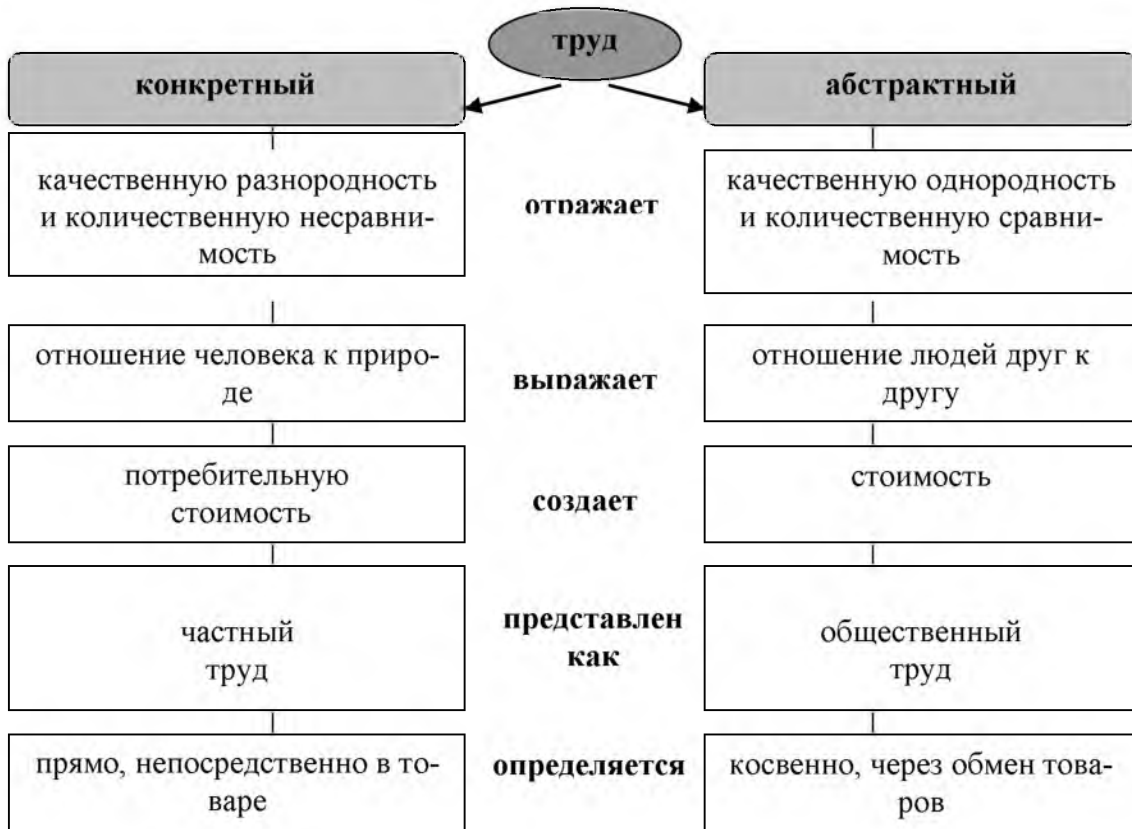 труд
конкретный
абстрактный
качественную разнородность
и количественную несравни-
мость
отражает
качественную однородность
и количественную сравни-
мость
отношение человека к приро-
де
выражает
отношение людей друг к
другу
потребительную
стоимость
создает
стоимость
частный
труд
представлен
как
общественный
труд
прямо, непосредственно в то-
варе
определяется
косвенно, через обмен това-
ров